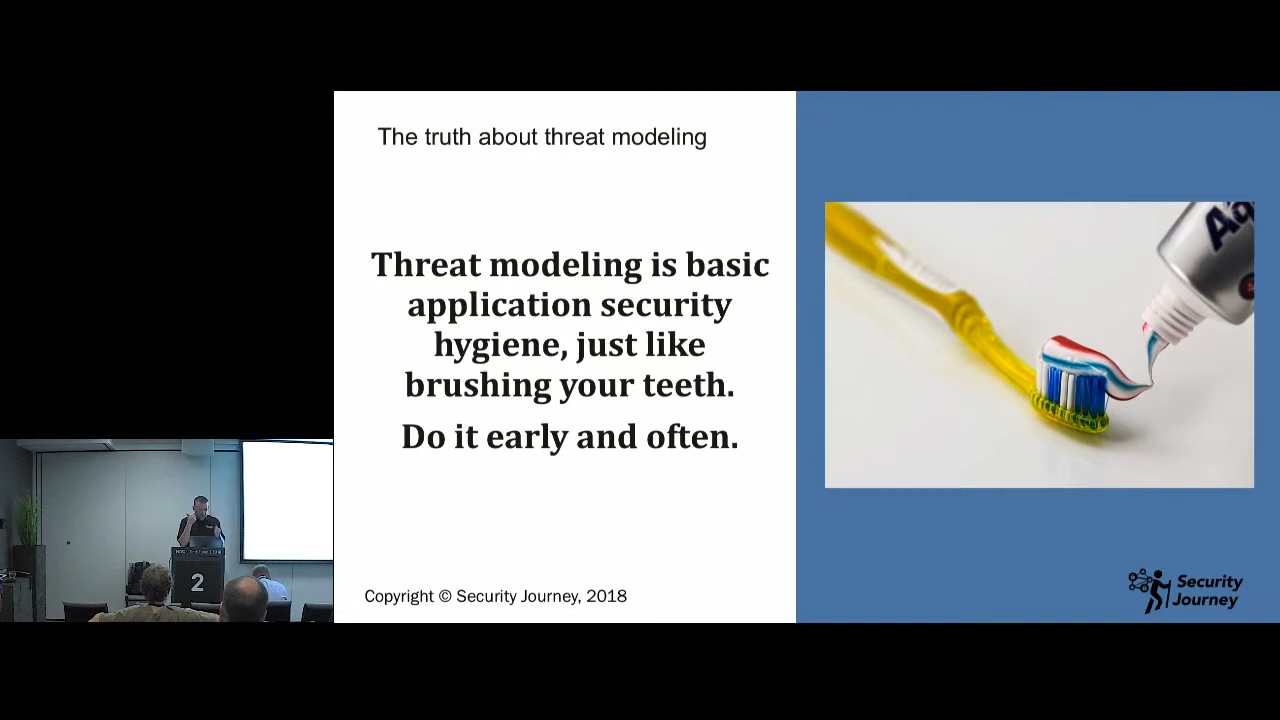 The truth about threat modeling
Threat modeling is basic
application security
hygiene, just like
brushing your teeth.
Do it early and often.
Copyright © Security Journey, 2018
Security
Journey
2